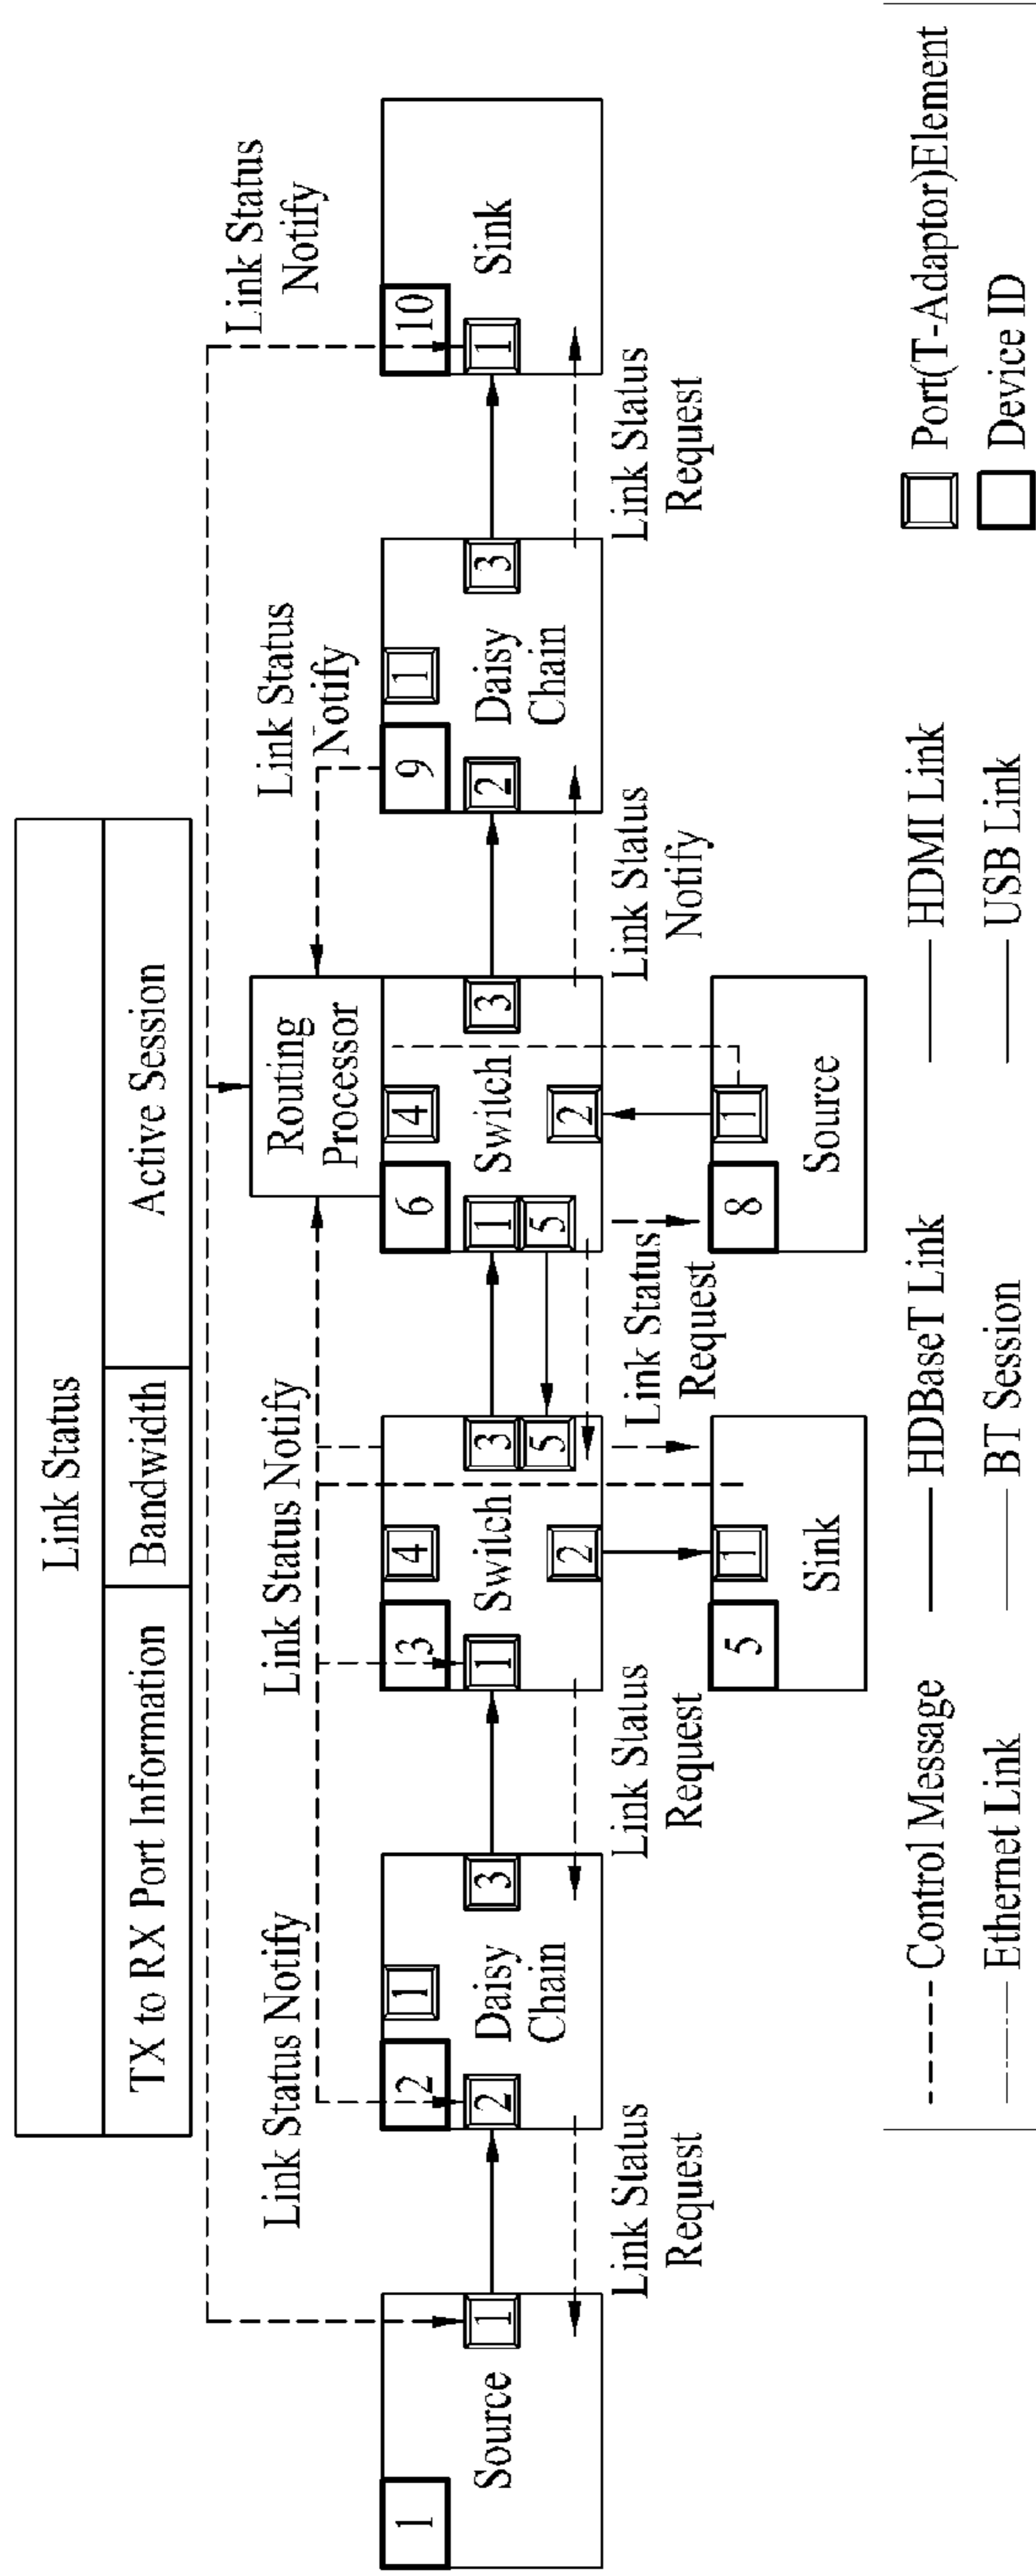 Link Status
TX to RX Port Information
Bandwidth
Active Session
Link Status Notify
Link Status Notify
Link Status
Notify
Link Status
Notify
Routing
Processor
1
Source
1
2
1
2
Daisy
Chain
3
3
4
1
Switch
3
5
2
6
4
1
5
Switch
3
2
9
1
2
Daisy
Chain
3
10
1
Sink
Link Status
Request
Link Status
Request
Link Status
Request
Link Status
Notify
Link Status
Request
5
1
Sink
8
1
Source
Control Message
HDBaseT Link
HDMI Link
Port(T-Adaptor)Element
Ethernet Link
BT Session
USB Link
Device ID